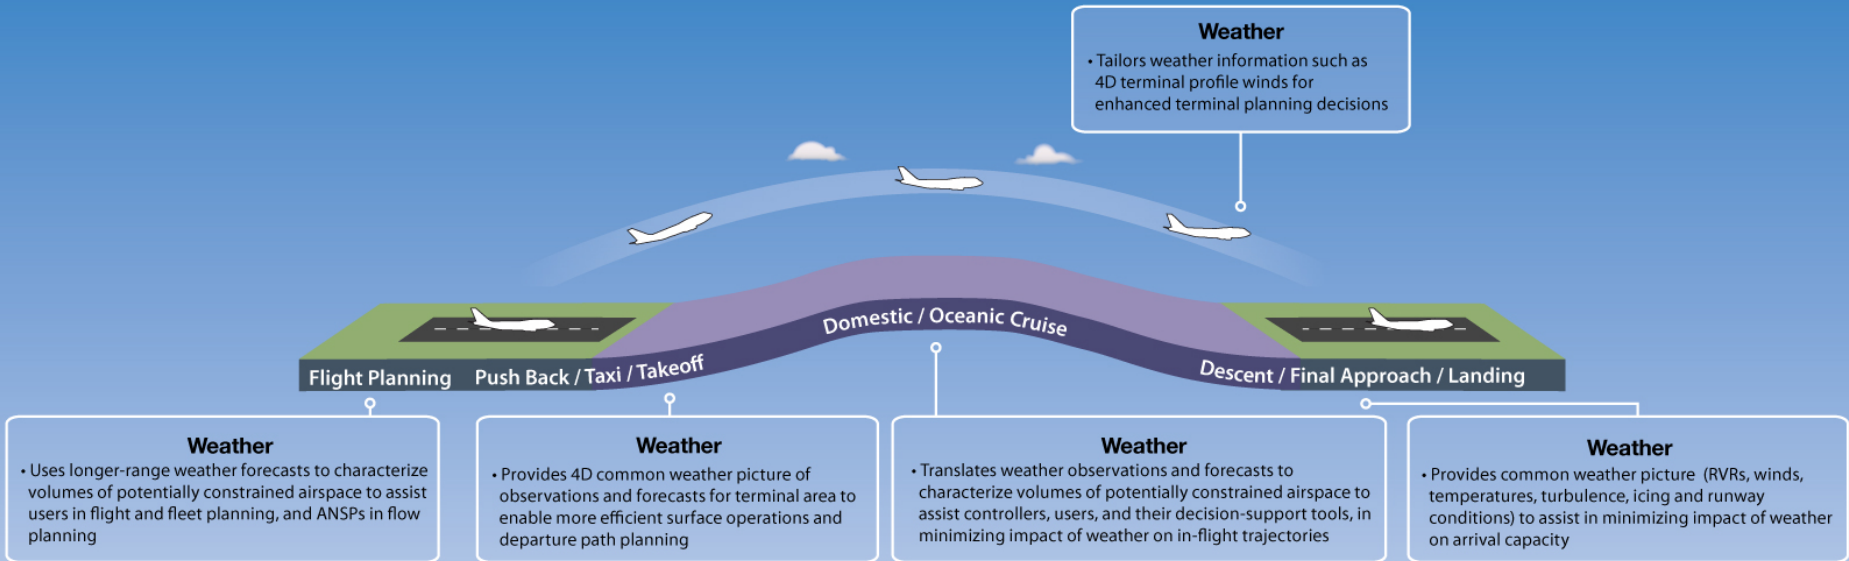 Weather
• Tailors weather information such as
4D terminal profile winds for
enhanced terminal planning decisions
Domestic / Oceanic Cruise
Flight Planning
Push Back / Taxi / Takeoff
Descent / Final Approach / Landing
Weather
• Uses longer-range weather forecasts to characterize
volumes of potentially constrained airspace to assist
users in flight and fleet planning, and ANSPs in flow
planning
Weather
• Provides 4D common weather picture of
observations and forecasts for terminal area to
enable more efficient surface operations and
departure path planning
Weather
• Translates weather observations and forecasts to
characterize volumes of potentially constrained airspace to
assist controllers, users, and their decision-support tools, in
minimizing impact of weather on in-flight trajectories
Weather
• Provides common weather picture (RVRs, winds,
temperatures, turbulence, icing and runway
conditions) to assist in minimizing impact of weather
on arrival capacity